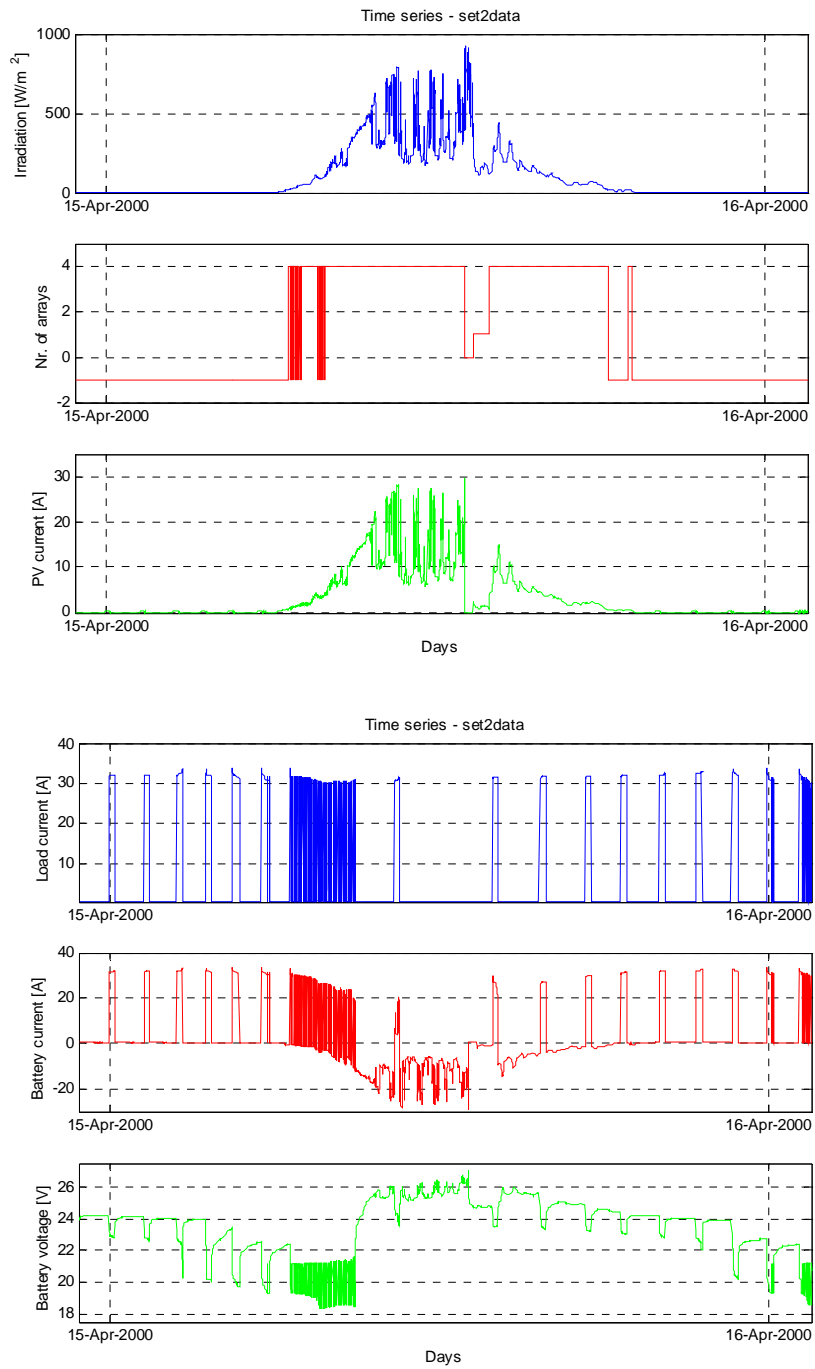 Time series - set2data
Irradiation [W/m 2]
1000
500
0
15-Apr-2000 16-Apr-2000
Nr. of arrays
4
2
0
-2
15-Apr-2000 16-Apr-2000
PV current [A]
30
20
10
0
15-Apr-2000 16-Apr-2000
Days
Time series - set2data
Load current [A]
40
30
20
10
15-Apr-2000 16-Apr-2000
Battery current [A]
40
20
0
-20
15-Apr-2000 16-Apr-2000
Battery voltage [V]
26
24
22
20
18
15-Apr-2000 16-Apr-2000
Days